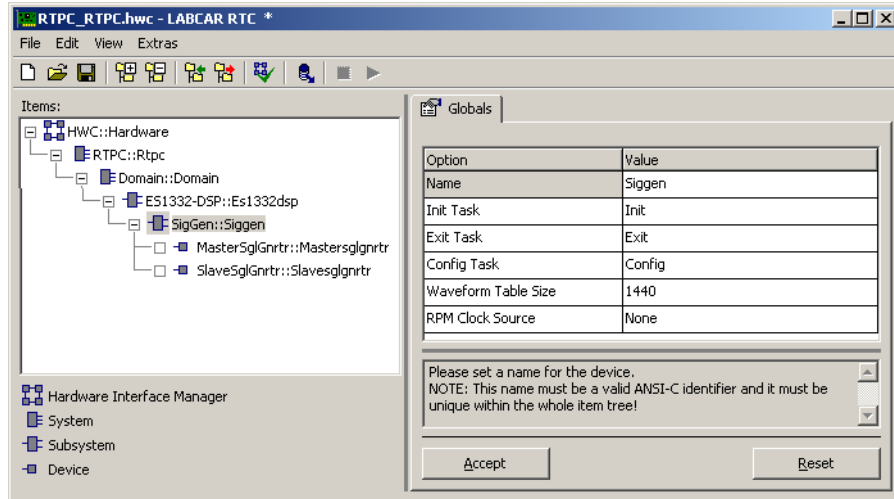 RTPC_RTPC.hwc - LABCAR RTC *
File Edit View Extras
Items:
HWC::Hardware
RTPC::Rtpc
Domain::Domain
ES1332-DSP::Es1332dsp
SigGen::Siggen
MasterSglGnrtr::Mastersglgnrtr
SlaveSglGnrtr::Slavesglgnrtr
Hardware Interface Manager
System
Subsystem
Device
Globals
Option Value
Name Siggen
Init Task Init
Exit Task Exit
Config Task Config
Waveform Table Size 1440
RPM Clock Source None
Please set a name for the device.
NOTE: This name must be a valid ANSI-C identifier and it must be
unique within the whole item tree!
Accept Reset